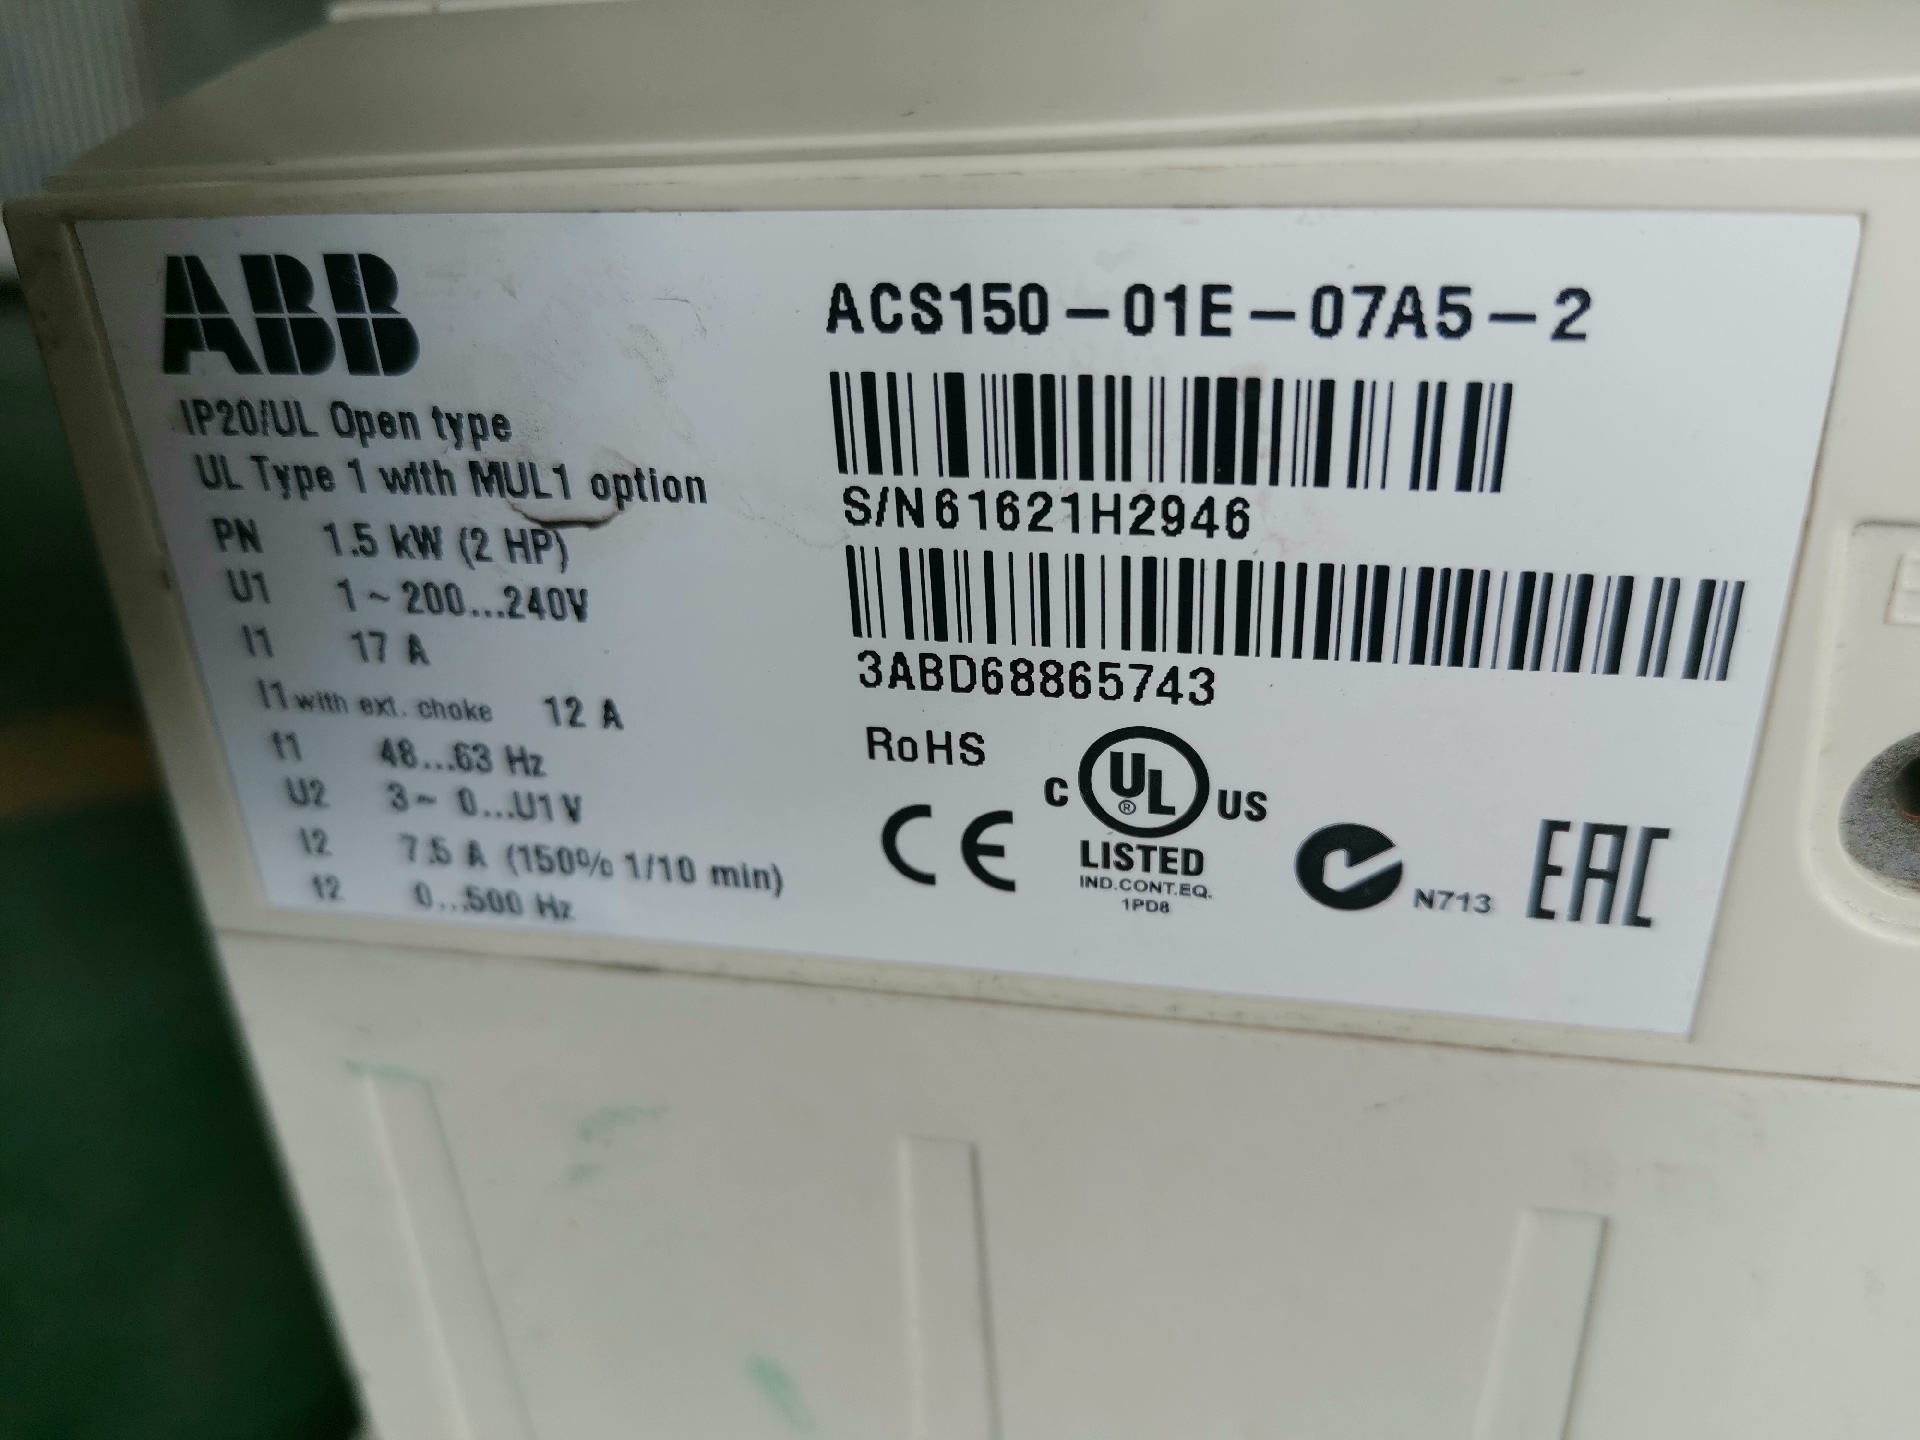 ABB
IP20/UL Open type
UL Type 1 with MUL1 option
PN 1.5 kW (2 HP)
U1 1 ~ 200...240V
I1 17 A
I1 with ext. choke 12 A
f1 48...63 Hz
U2 3~ 0...U1 V
I2 7.5 A (150% 1/10 min)
f2 0...500 Hz
ACS150-01E-07A5-2
S/N61621H2946
3ABD68865743
RoHS
CE
C UL ® US
LISTED
IND.CONT.EQ.
1PD8
N713
EAC